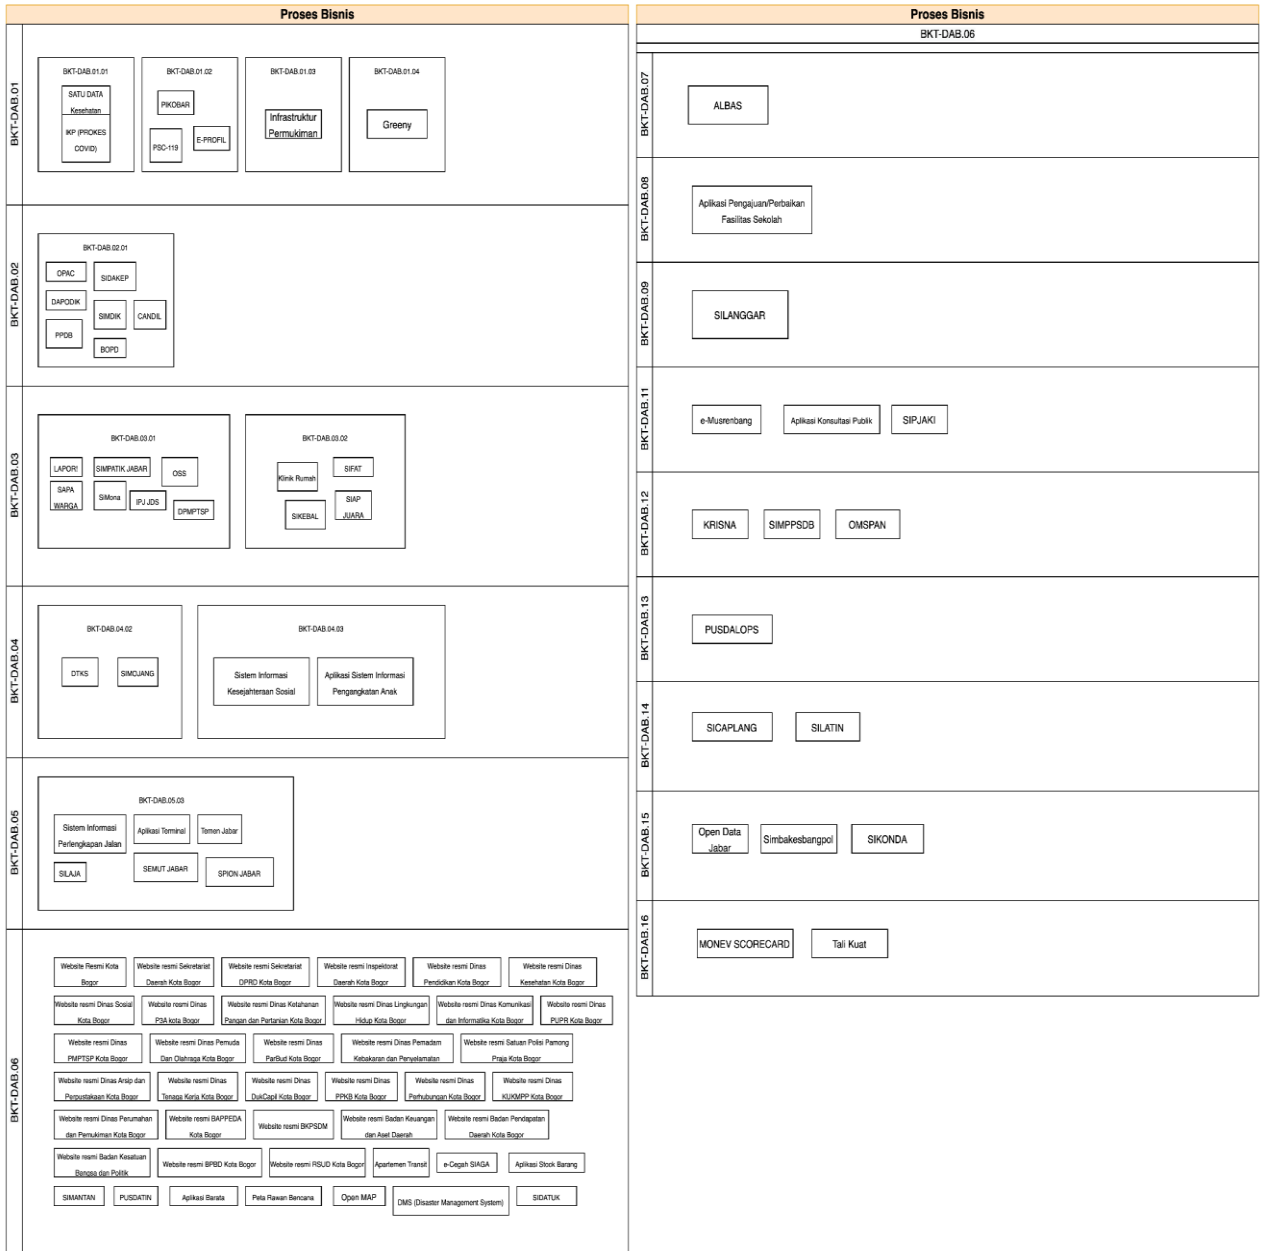 Proses Bisnis
BKT-DAB.01
BKT-DAB.01.01
SATU DATA
Kesehatan
IKP (PROKES
COVID)
BKT-DAB.01.02
PIKOBAR
PSC-119
E-PROFIL
BKT-DAB.01.03
Infrastruktur
Permukiman
BKT-DAB.01.04
Greeny
BKT-DAB.02
BKT-DAB.02.01
OPAC
SIDAKEP
DAPODIK
SIMDIK
CANDIL
PPDB
BOPD
BKT-DAB.03
BKT-DAB.03.01
LAPOR!
SIMPATIK JABAR
OSS
SAPA
WARGA
SiMona
IPJ JDS
DPMPTSP
BKT-DAB.03.02
Klinik Rumah
SIFAT
SIKEBAL
SIAP
JUARA
BKT-DAB.04
BKT-DAB.04.02
DTKS
SIMOJANG
BKT-DAB.04.03
Sistem Informasi
Kesejahteraan Sosial
Aplikasi Sistem Informasi
Pengangkatan Anak
BKT-DAB.05
BKT-DAB.05.03
Sistem Informasi
Perlengkapan Jalan
Aplikasi Terminal
Temen Jabar
SILAJA
SEMUT JABAR
SPION JABAR
BKT-DAB.06
Website Resmi Kota
Bogor
Website resmi Sekretariat
Daerah Kota Bogor
Website resmi Sekretariat
DPRD Kota Bogor
Website resmi Inspektorat
Daerah Kota Bogor
Website resmi Dinas
Pendidikan Kota Bogor
Website resmi Dinas
Kesehatan Kota Bogor
Website resmi Dinas Sosial
Kota Bogor
Website resmi Dinas
P3A kota Bogor
Website resmi Dinas Ketahanan
Pangan dan Pertanian Kota Bogor
Website resmi Dinas Lingkungan
Hidup Kota Bogor
Website resmi Dinas Komunikasi
dan Informatika Kota Bogor
Website resmi Dinas
PUPR Kota Bogor
Website resmi Dinas
PMPTSP Kota Bogor
Website resmi Dinas Pemuda
Dan Olahraga Kota Bogor
Website resmi Dinas
ParBud Kota Bogor
Website resmi Dinas Pemadam
Kebakaran dan Penyelamatan
Website resmi Satuan Polisi Pamong
Praja Kota Bogor
Website resmi Dinas Arsip dan
Perpustakaan Kota Bogor
Website resmi Dinas
Tenaga Kerja Kota Bogor
Website resmi Dinas
DukCapil Kota Bogor
Website resmi Dinas
PPKB Kota Bogor
Website resmi Dinas
Perhubungan Kota Bogor
Website resmi Dinas
KUKMPP Kota Bogor
Website resmi Dinas Perumahan
dan Pemukiman Kota Bogor
Website resmi BAPPEDA
Kota Bogor
Website resmi BKPSDM
Website resmi Badan Keuangan
dan Aset Daerah
Website resmi Badan Pendapatan
Daerah Kota Bogor
Website resmi Badan Kesatuan
Bangsa dan Politik
Website resmi BPBD Kota Bogor
Website resmi RSUD Kota Bogor
Apartemen Transit
e-Cegah SIAGA
Aplikasi Stock Barang
SIMANTAN
PUSDATIN
Aplikasi Barata
Peta Rawan Bencana
Open MAP
DMS (Disaster Management System)
SIDATUK
Proses Bisnis
BKT-DAB.06
BKT-DAB.07
ALBAS
BKT-DAB.08
Aplikasi Pengajuan/Perbaikan
Fasilitas Sekolah
BKT-DAB.09
SILANGGAR
BKT-DAB.11
e-Musrenbang
Aplikasi Konsultasi Publik
SIPJAKI
BKT-DAB.12
KRISNA
SIMPPSDB
OMSPAN
BKT-DAB.13
PUSDALOPS
BKT-DAB.14
SICAPLANG
SILATIN
BKT-DAB.15
Open Data
Jabar
Simbakesbangpol
SIKONDA
BKT-DAB.16
MONEV SCORECARD
Tali Kuat